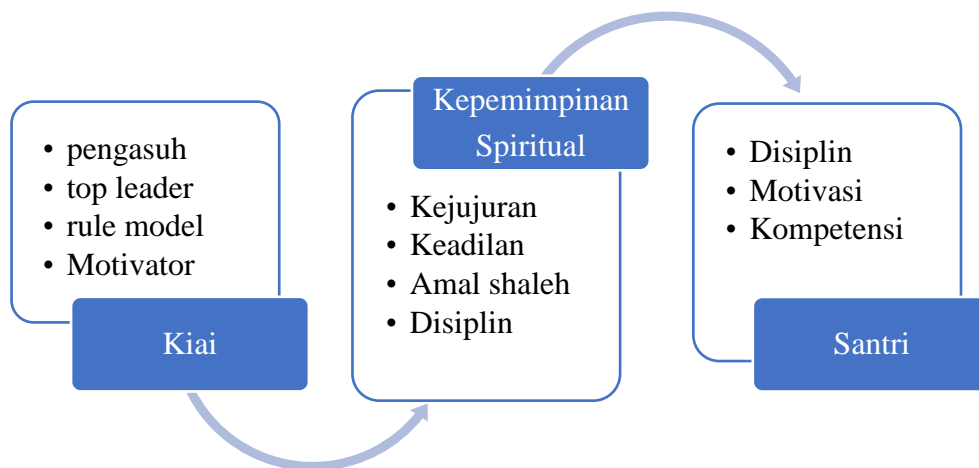 • pengasuh
• top leader
• rule model
• Motivator
Kiai
Kepemimpinan
Spiritual
• Kejujuran
• Keadilan
• Amal shaleh
• Disiplin
• Disiplin
• Motivasi
• Kompetensi
Santri